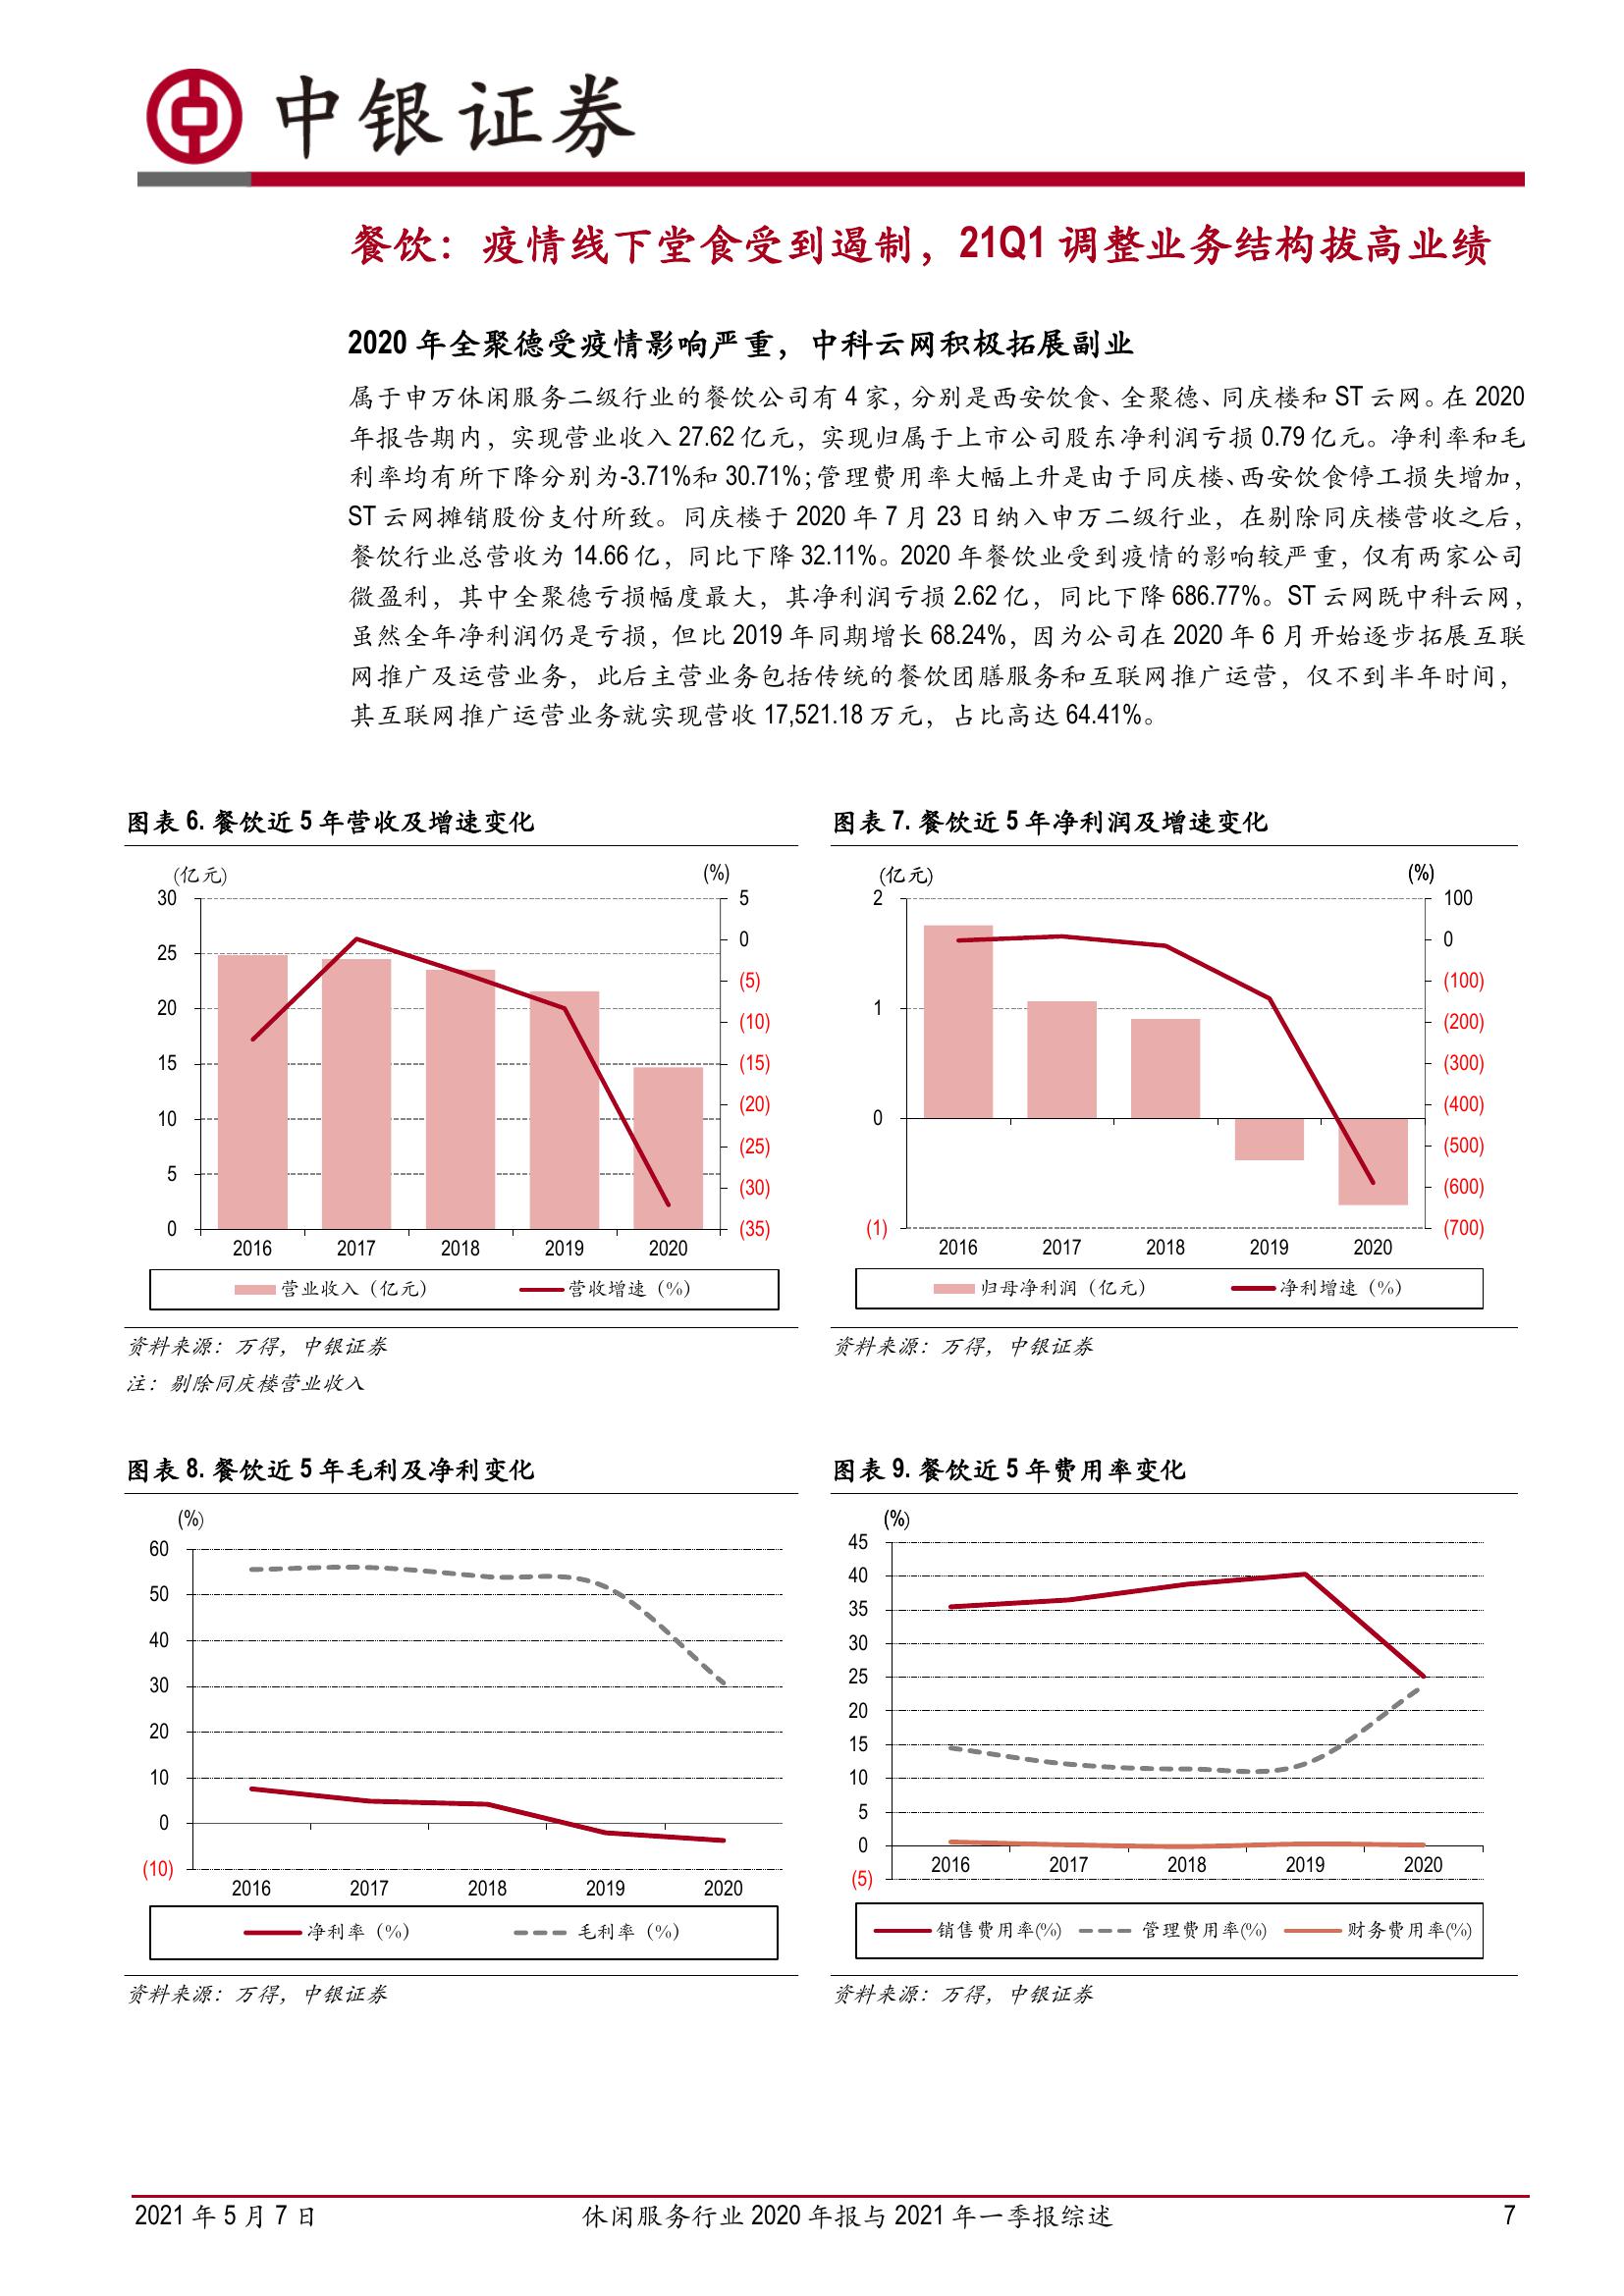 中银证券
餐饮：疫情线下堂食受到遏制，21Q1 调整业务结构拔高业绩
2020 年全聚德受疫情影响严重，中科云网积极拓展副业
属于申万休闲服务二级行业的餐饮公司有 4 家，分别是西安饮食、全聚德、同庆楼和 ST 云网。在 2020
年报告期内，实现营业收入 27.62 亿元，实现归属于上市公司股东净利润亏损 0.79 亿元。净利率和毛
利率均有所下降分别为-3.71%和 30.71%；管理费用率大幅上升是由于同庆楼、西安饮食停工损失增加，
ST 云网摊销股份支付所致。同庆楼于 2020 年 7 月 23 日纳入申万二级行业，在剔除同庆楼营收之后，
餐饮行业总营收为 14.66 亿，同比下降 32.11%。2020 年餐饮业受到疫情的影响较严重，仅有两家公司
微盈利，其中全聚德亏损幅度最大，其净利润亏损 2.62 亿，同比下降 686.77%。ST 云网既中科云网，
虽然全年净利润仍是亏损，但比 2019 年同期增长 68.24%，因为公司在 2020 年 6 月开始逐步拓展互联
网推广及运营业务，此后主营业务包括传统的餐饮团膳服务和互联网推广运营，仅不到半年时间，
其互联网推广运营业务就实现营收 17,521.18 万元，占比高达 64.41%。
图表 6. 餐饮近 5 年营收及增速变化
(亿元) (%)
30 5
0
25
(5)
20
(10)
15 (15)
(20)
10
(25)
5
(30)
0 (35)
2016 2017 2018 2019 2020
营业收入（亿元） 营收增速（%）
资料来源：万得，中银证券
注：剔除同庆楼营业收入
图表 7. 餐饮近 5 年净利润及增速变化
(亿元) (%)
2 100
0
(100)
1
(200)
(300)
(400)
0
(500)
(600)
(1) (700)
2016 2017 2018 2019 2020
归母净利润（亿元） 净利增速（%）
资料来源：万得，中银证券
图表 8. 餐饮近 5 年毛利及净利变化
(%)
60
50
40
30
20
10
0
(10)
2016 2017 2018 2019 2020
净利率（%） 毛利率（%）
资料来源：万得，中银证券
图表 9. 餐饮近 5 年费用率变化
(%)
45
40
35
30
25
20
15
10
5
0
(5)
2016 2017 2018 2019 2020
销售费用率(%) 管理费用率(%) 财务费用率(%)
资料来源：万得，中银证券
2021 年 5 月 7 日 休闲服务行业 2020 年报与 2021 年一季报综述 7